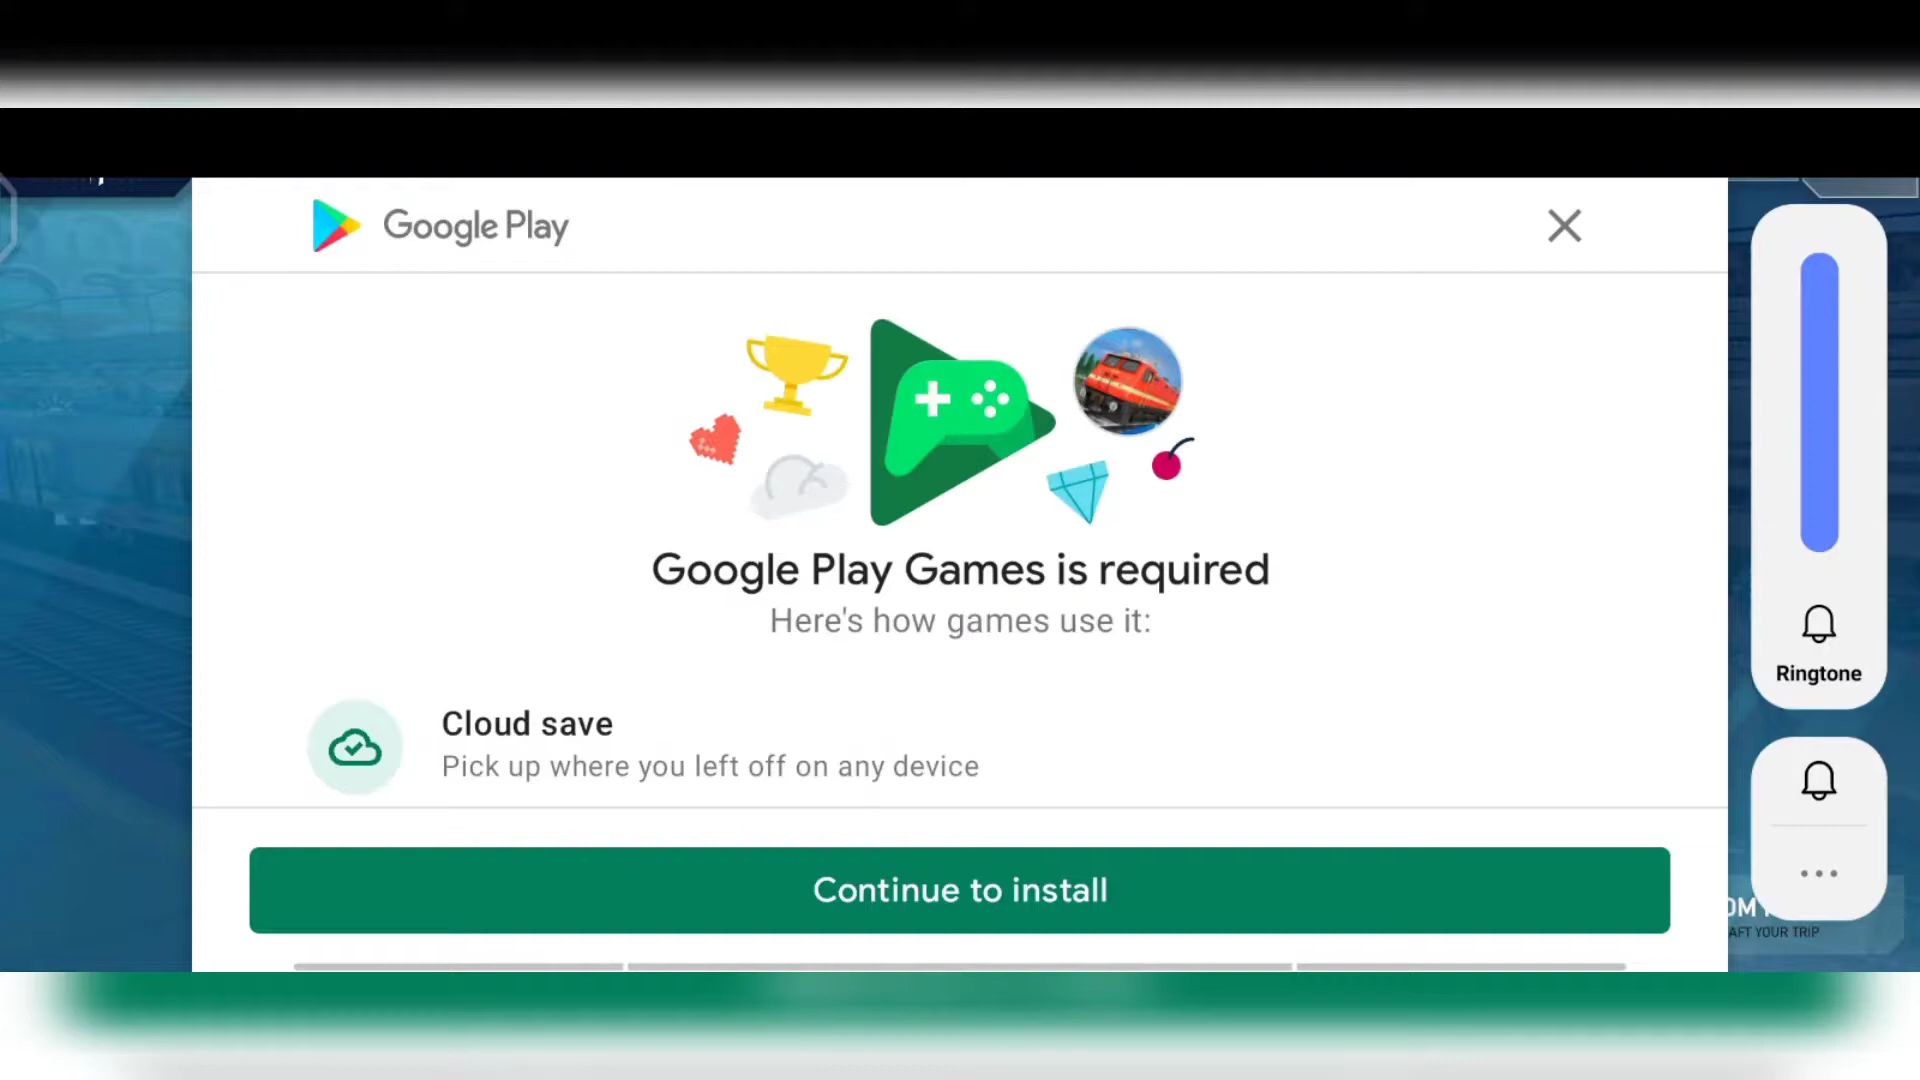 Google Play
Google Play Games is required
Here's how games use it:
Ringtone
Cloud save
Pick up where you left off on any device
Continue to install
AFT YOUR TRIP